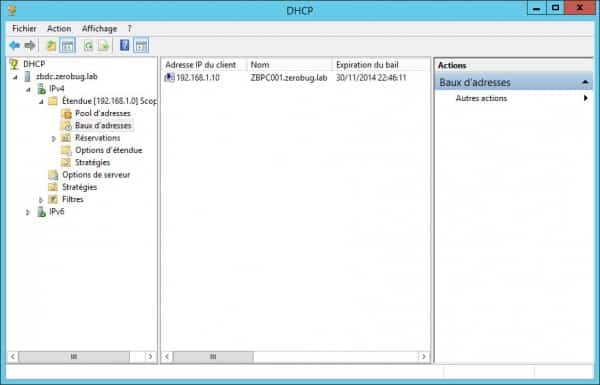 DHCP
Fichier Action Affichage ?
DHCP
zbdc.zerobug.lab
IPv4
Étendue [192.168.1.0] Scop
Pool d'adresses
Baux d'adresses
Réservations
Options d'étendue
Stratégies
Options de serveur
Stratégies
Filtres
IPv6
Adresse IP du client Nom Expiration du bail
192.168.1.10 ZBPC001.zerobug.lab 30/11/2014 22:46:11
Actions
Baux d'adresses
Autres actions